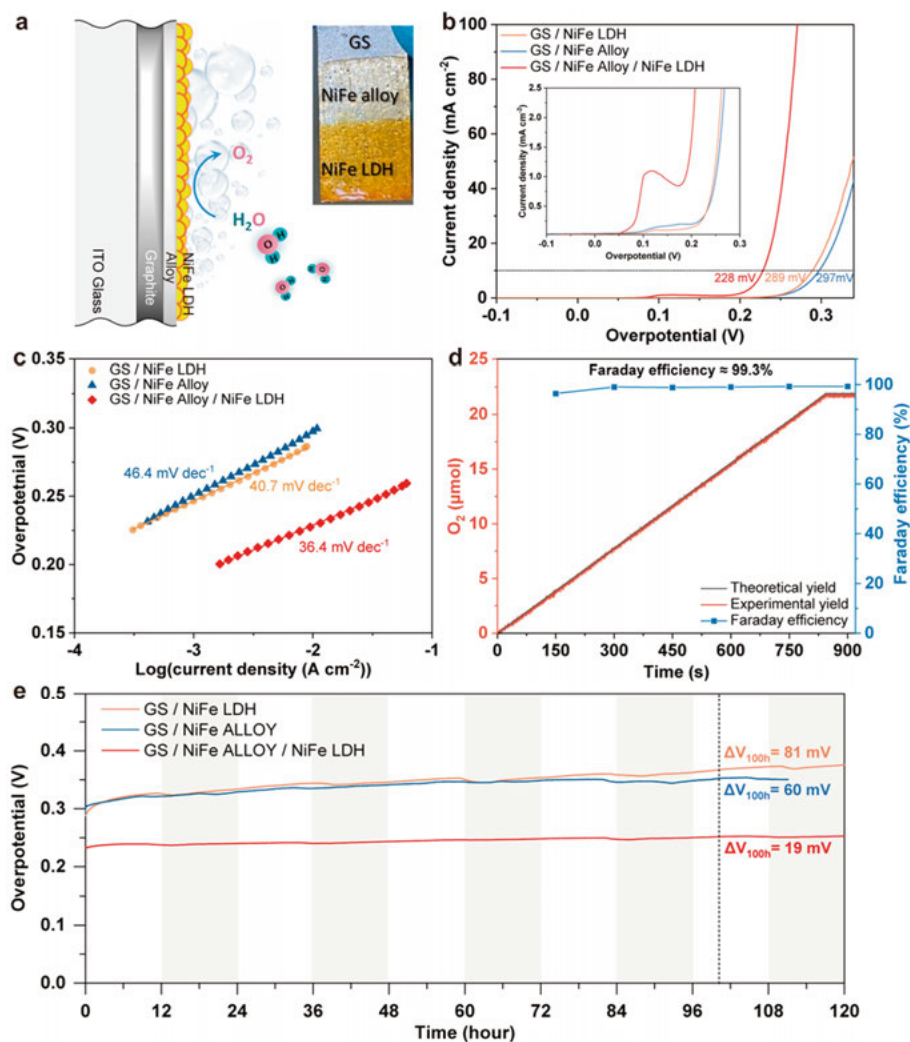 a
ITO Glass
Graphite
Alloy
NiFe LDH
O2
H2O
O
H
H
O
O
GS
NiFe alloy
NiFe LDH
b
GS / NiFe LDH
GS / NiFe Alloy
GS / NiFe Alloy / NiFe LDH
Current density (mA cm-2)
100
80
60
40
20
10
0
Current density (mA cm-2)
2.5
2.0
1.5
1.0
0.5
-0.1 0.0 0.1 0.2 0.3
Overpotential (V)
228 mV 289 mV 297mV
-0.1 0.0 0.1 0.2 0.3
Overpotential (V)
c
GS / NiFe LDH
GS / NiFe Alloy
GS / NiFe Alloy / NiFe LDH
Overpotetnial (V)
0.35
0.30
0.25
0.20
0.15
46.4 mV dec-1
40.7 mV dec-1
36.4 mV dec-1
-4 -3 -2 -1
Log(current density (A cm-2))
d
Faraday efficiency ≈ 99.3%
O2 (μmol)
25
22.5
17.5
12.5
7.5
2.5
0
Theoretical yield
Experimental yield
Faraday efficiency
Faraday efficiency (%)
100
80
60
40
20
0
0 150 300 450 600 750 900
Time (s)
e
GS / NiFe LDH
GS / NiFe ALLOY
GS / NiFe ALLOY / NiFe LDH
Overpotential (V)
0.5
0.4
0.3
0.2
0.1
0.0
ΔV100h= 81 mV
ΔV100h= 60 mV
ΔV100h= 19 mV
0 12 24 36 48 60 72 84 96 108 120
Time (hour)